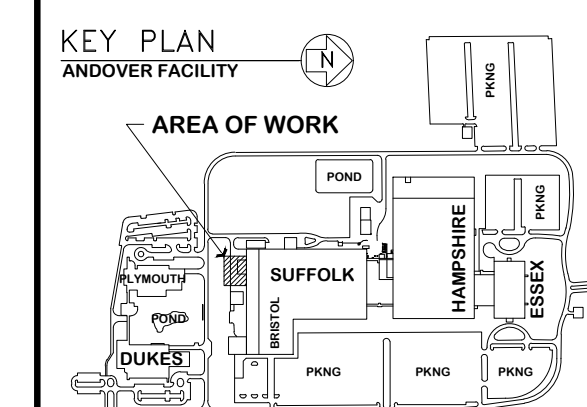 KEY PLAN
ANDOVER FACILITY
N
AREA OF WORK
PKNG
POND
PKNG
HAMPSHIRE
ESSEX
SUFFOLK
BRISTOL
PLYMOUTH
POND
DUKES
PKNG
PKNG
PKNG